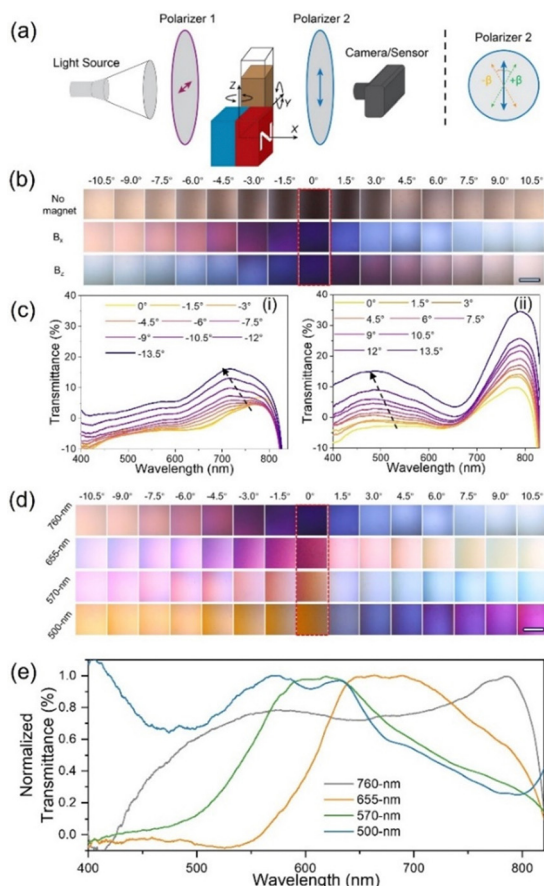 (a)
Polarizer 1
Polarizer 2
Camera/Sensor
Polarizer 2
Light Source
Z
Y
X
N
-β +β
(b)
-10.5° -9.0° -7.5° -6.0° -4.5° -3.0° -1.5° 0° 1.5° 3.0° 4.5° 6.0° 7.5° 9.0° 10.5°
No
magnet
Bₓ
B𝓏
(c)
(i)
40
30
20
10
0
-10
Transmittance (%)
0° -1.5° -3°
-4.5° -6° -7.5°
-9° -10.5° -12°
-13.5°
400 500 600 700 800
Wavelength (nm)
(ii)
40
30
20
10
0
-10
Transmittance (%)
0° 1.5° 3°
4.5° 6° 7.5°
9° 10.5°
12° 13.5°
400 500 600 700 800
Wavelength (nm)
(d)
-10.5° -9.0° -7.5° -6.0° -4.5° -3.0° -1.5° 0° 1.5° 3.0° 4.5° 6.0° 7.5° 9.0° 10.5°
760-nm
655-nm
570-nm
500-nm
(e)
Normalized
Transmittance (%)
1.0
0.8
0.6
0.4
0.2
0.0
760-nm
655-nm
570-nm
500-nm
400 500 600 700 800
Wavelength (nm)